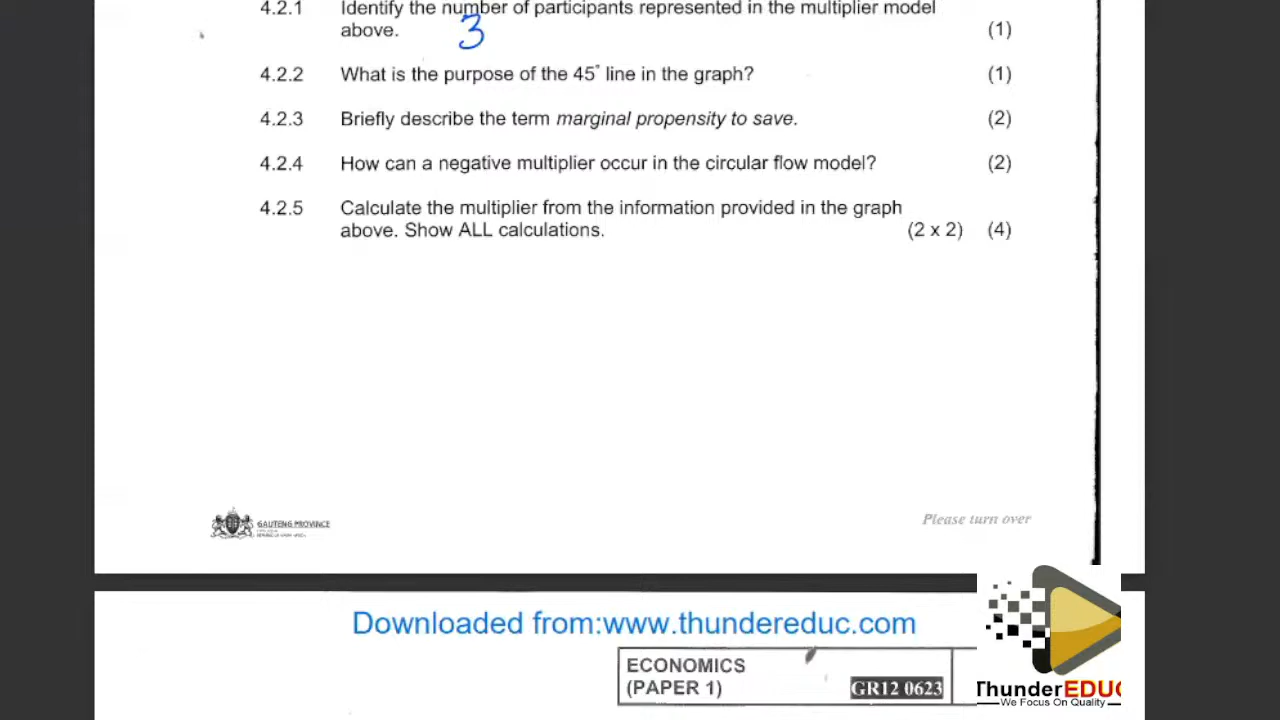 4.2.1 Identify the number of participants represented in the multiplier model
above. 3 (1)
4.2.2 What is the purpose of the 45° line in the graph? (1)
4.2.3 Briefly describe the term marginal propensity to save. (2)
4.2.4 How can a negative multiplier occur in the circular flow model? (2)
4.2.5 Calculate the multiplier from the information provided in the graph
above. Show ALL calculations. (2 x 2) (4)
GAUTENG PROVINCE
Please turn over
Downloaded from:www.thundereduc.com
ECONOMICS
(PAPER 1) GR12 0623
ThunderEDUC
We Focus On Quality